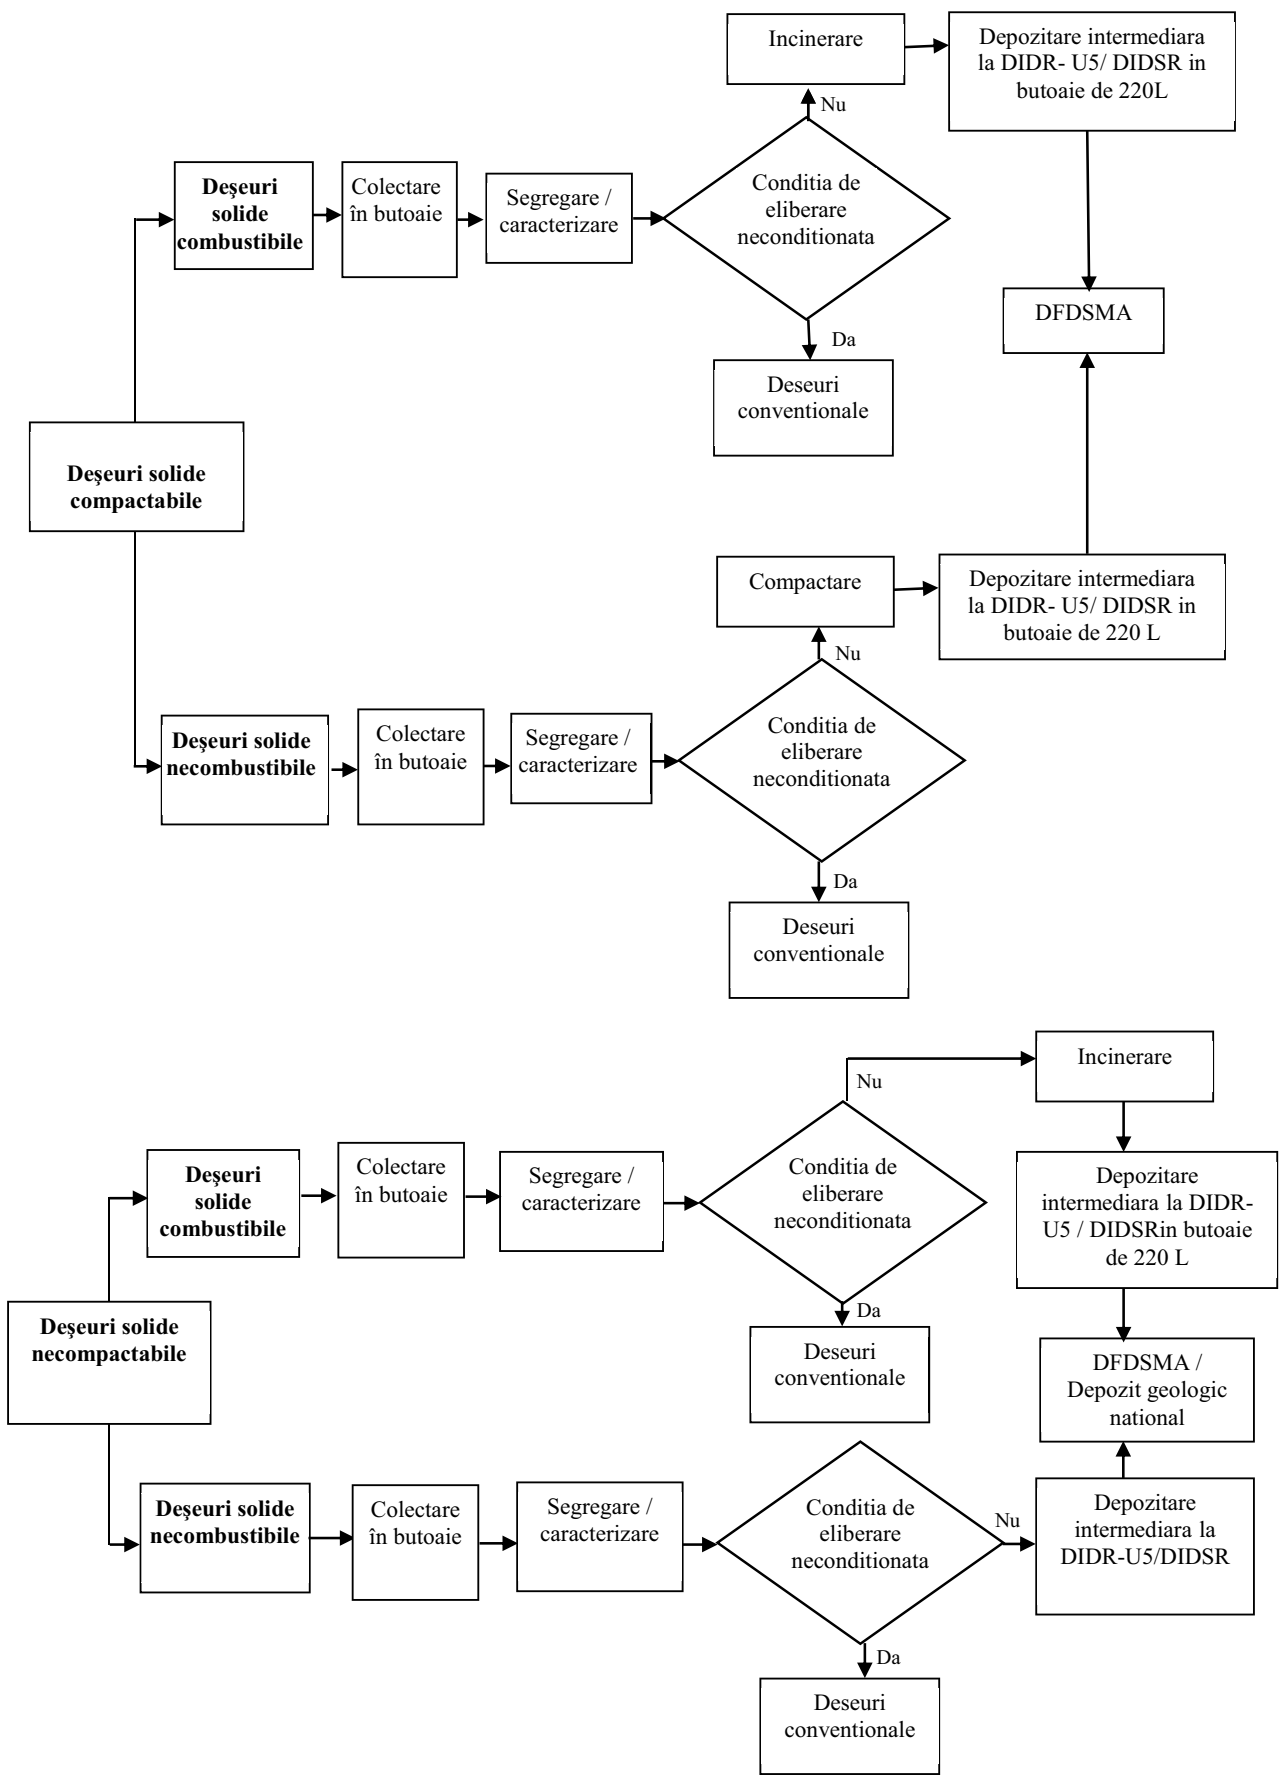 Incinerare
Depozitare intermediara
la DIDR- U5/ DIDSR in
butoaie de 220L
Nu
Deşeuri
solide
combustibile
Colectare
în butoaie
Segregare /
caracterizare
Conditia de
eliberare
neconditionata
DFDSMA
Da
Deseuri
conventionale
Deşeuri solide
compactabile
Compactare
Depozitare intermediara
la DIDR- U5/ DIDSR in
butoaie de 220 L
Nu
Deşeuri solide
necombustibile
Colectare
în butoaie
Segregare /
caracterizare
Conditia de
eliberare
neconditionata
Da
Deseuri
conventionale
Incinerare
Nu
Deşeuri
solide
combustibile
Colectare
în butoaie
Segregare /
caracterizare
Conditia de
eliberare
neconditionata
Depozitare
intermediara la DIDR-
U5 / DIDSRin butoaie
de 220 L
Da
Deşeuri solide
necompactabile
Deseuri
conventionale
DFDSMA /
Depozit geologic
national
Deşeuri solide
necombustibile
Colectare
în butoaie
Segregare /
caracterizare
Conditia de
eliberare
neconditionata
Nu
Depozitare
intermediara la
DIDR-U5/DIDSR
Da
Deseuri
conventionale